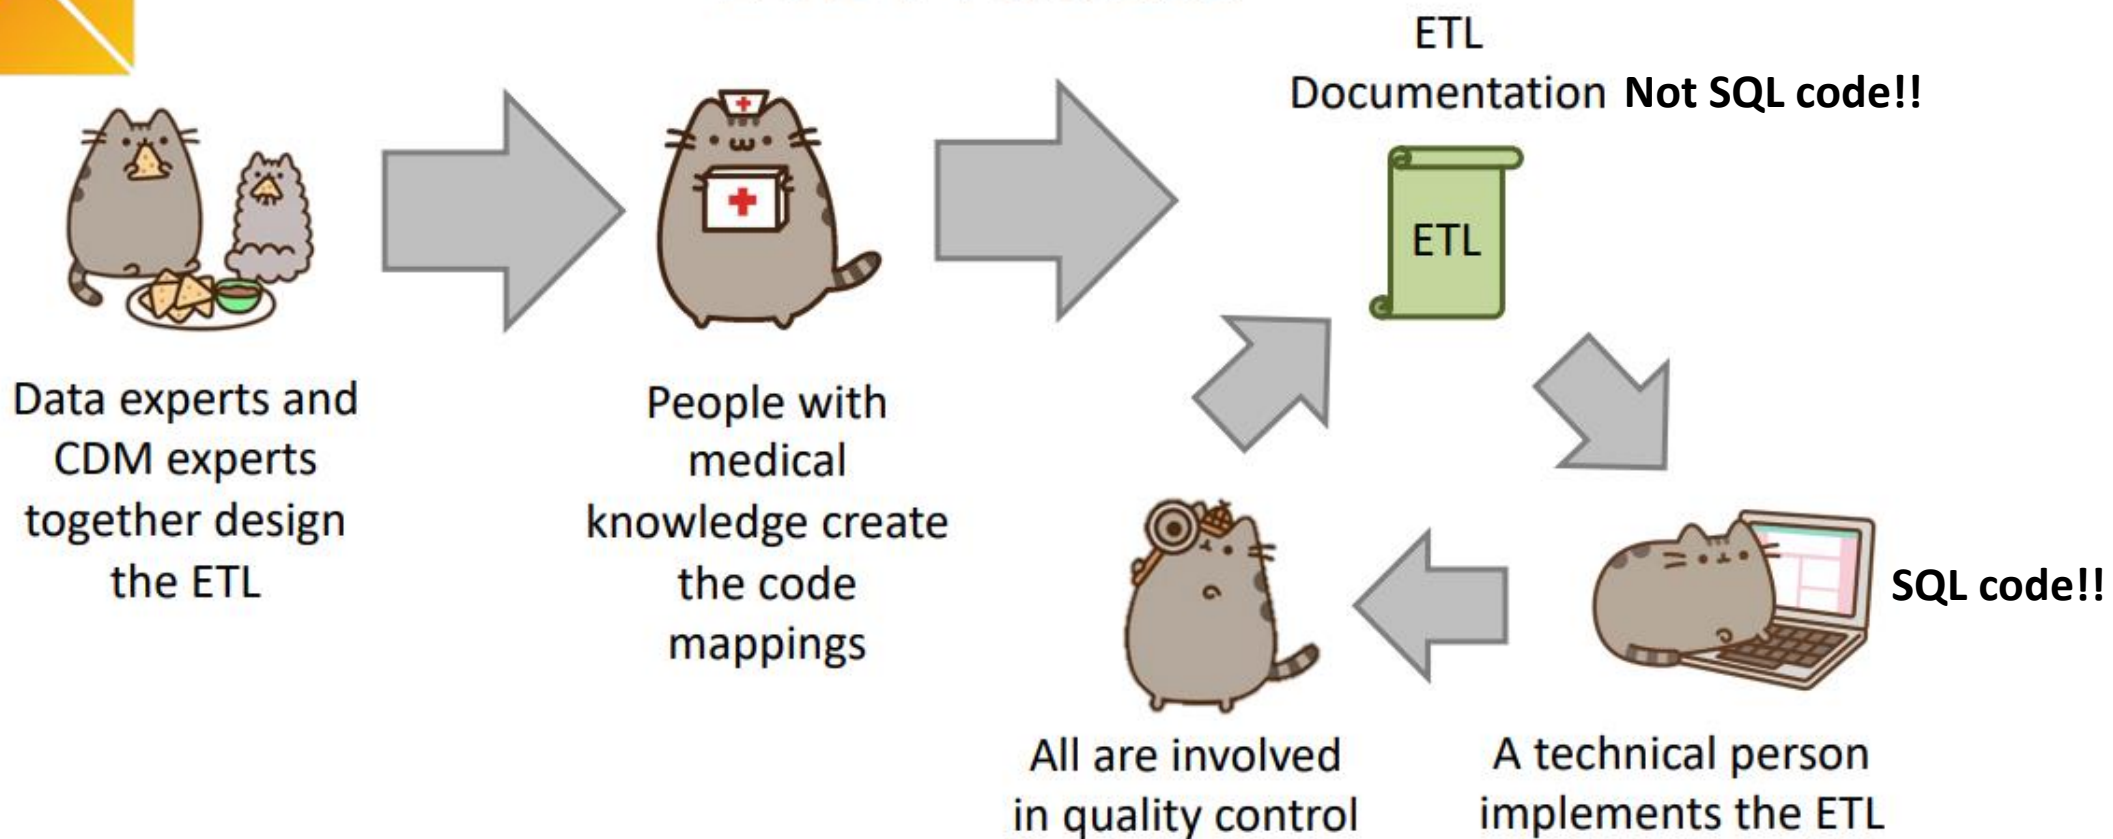 ETL
Documentation Not SQL code!!
ETL
Data experts and
CDM experts
together design
the ETL
People with
medical
knowledge create
the code
mappings
SQL code!!
All are involved
in quality control
A technical person
implements the ETL